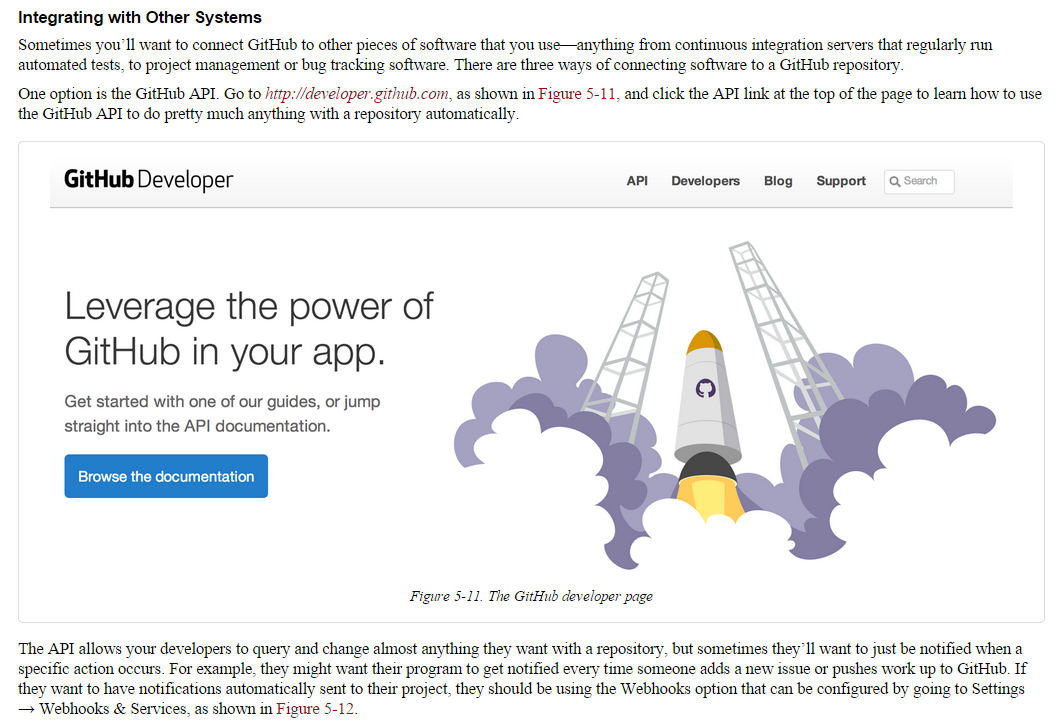 Integrating with Other Systems
Sometimes you’ll want to connect GitHub to other pieces of software that you use—anything from continuous integration servers that regularly run
automated tests, to project management or bug tracking software. There are three ways of connecting software to a GitHub repository.
One option is the GitHub API. Go to http://developer.github.com, as shown in Figure 5-11, and click the API link at the top of the page to learn how to use
the GitHub API to do pretty much anything with a repository automatically.
GitHub Developer API Developers Blog Support Search
Leverage the power of
GitHub in your app.
Get started with one of our guides, or jump
straight into the API documentation.
Browse the documentation
Figure 5-11. The GitHub developer page
The API allows your developers to query and change almost anything they want with a repository, but sometimes they’ll want to just be notified when a
specific action occurs. For example, they might want their program to get notified every time someone adds a new issue or pushes work up to GitHub. If
they want to have notifications automatically sent to their project, they should be using the Webhooks option that can be configured by going to Settings
→ Webhooks & Services, as shown in Figure 5-12.